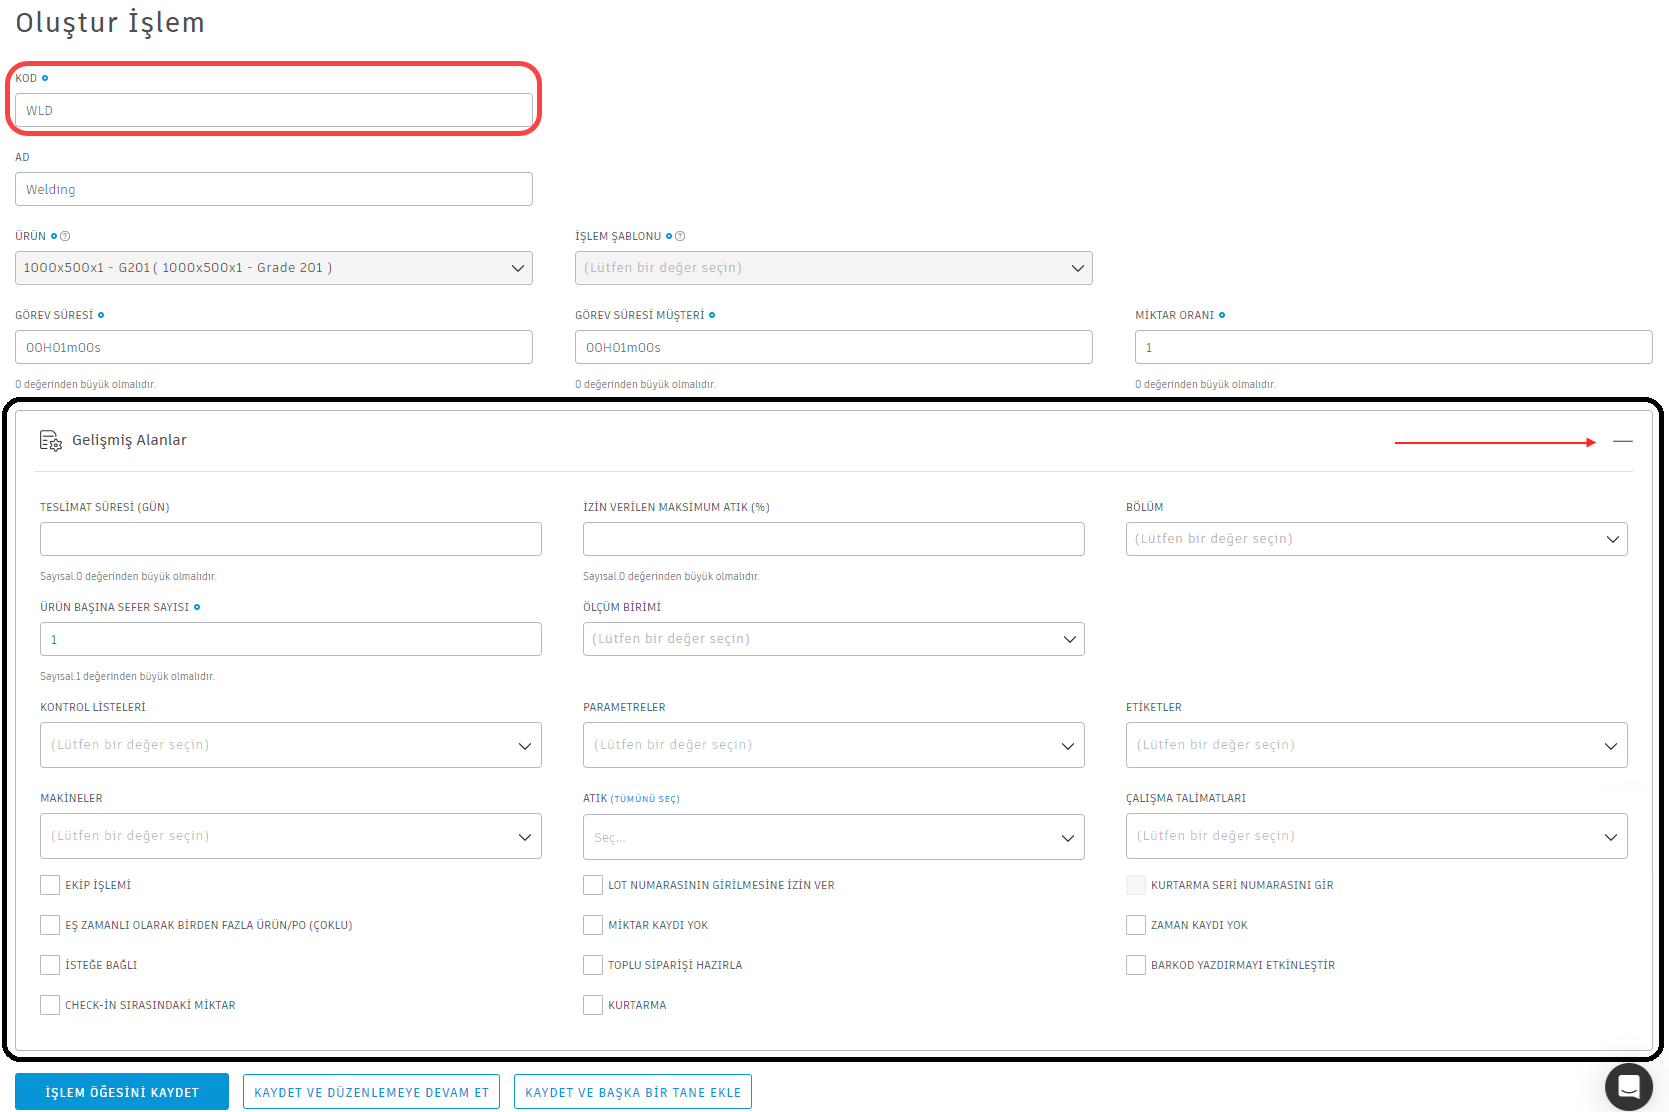 Oluştur İşlem
KOD
WLD
AD
Welding
ÜRÜN
İŞLEM ŞABLONU
1000x500x1 - G201 ( 1000x500x1 - Grade 201 )
(Lütfen bir değer seçin)
GÖREV SÜRESİ
GÖREV SÜRESİ MÜŞTERİ
MİKTAR ORANI
00H01m00s
00H01m00s
1
0 değerinden büyük olmalıdır.
0 değerinden büyük olmalıdır.
0 değerinden büyük olmalıdır.
Gelişmiş Alanlar
TESLİMAT SÜRESİ (GÜN)
İZİN VERİLEN MAKSİMUM ATIK (%)
BÖLÜM
(Lütfen bir değer seçin)
Sayısal.0 değerinden büyük olmalıdır.
Sayısal.0 değerinden büyük olmalıdır.
ÜRÜN BAŞINA SEFER SAYISI
ÖLÇÜM BİRİMİ
1
(Lütfen bir değer seçin)
Sayısal.1 değerinden büyük olmalıdır.
KONTROL LİSTELERİ
PARAMETRELER
ETİKETLER
(Lütfen bir değer seçin)
(Lütfen bir değer seçin)
(Lütfen bir değer seçin)
MAKİNELER
ATIK (TÜMÜNÜ SEÇ)
ÇALIŞMA TALİMATLARI
(Lütfen bir değer seçin)
Seç...
(Lütfen bir değer seçin)
EKİP İŞLEMİ
LOT NUMARASININ GİRİLMESİNE İZİN VER
KURTARMA SERİ NUMARASINI GİR
EŞ ZAMANLI OLARAK BİRDEN FAZLA ÜRÜN/PO (ÇOKLU)
MİKTAR KAYDI YOK
ZAMAN KAYDI YOK
İSTEĞE BAĞLI
TOPLU SİPARİŞİ HAZIRLA
BARKOD YAZDIRMAYI ETKİNLEŞTİR
CHECK-İN SIRASINDAKİ MİKTAR
KURTARMA
İŞLEM ÖĞESİNİ KAYDET
KAYDET VE DÜZENLEMEYE DEVAM ET
KAYDET VE BAŞKA BİR TANE EKLE